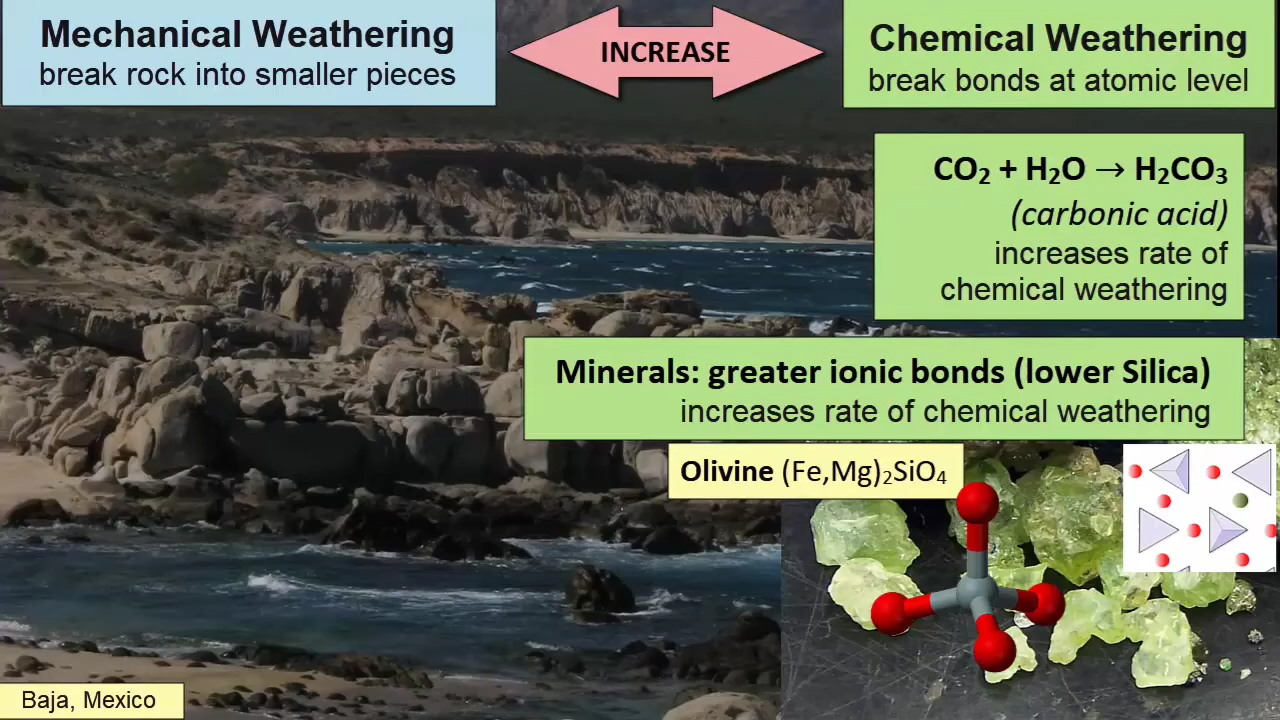 Mechanical Weathering
break rock into smaller pieces
INCREASE
Chemical Weathering
break bonds at atomic level
CO₂ + H₂O → H₂CO₃
(carbonic acid)
increases rate of
chemical weathering
Minerals: greater ionic bonds (lower Silica)
increases rate of chemical weathering
Olivine (Fe,Mg)₂SiO₄
Baja, Mexico